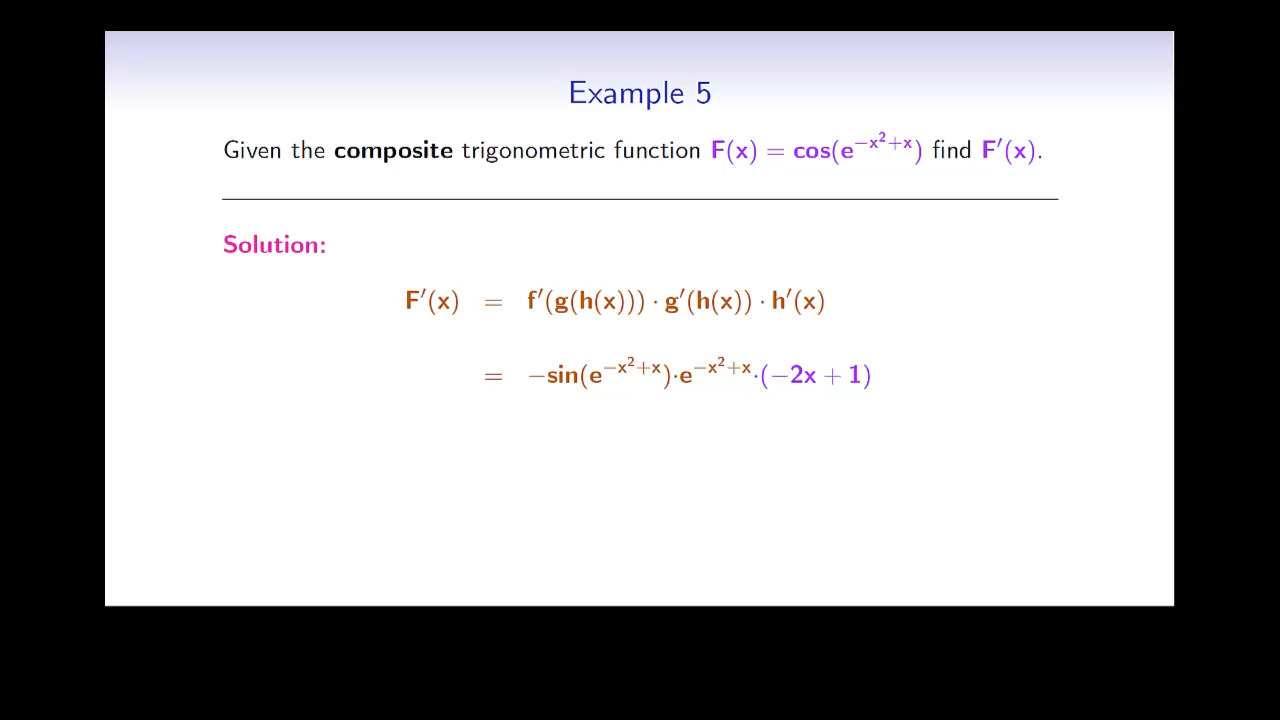 Example 5
Given the composite trigonometric function F(x) = cos(e^{−x²+x}) find F′(x).
Solution:
F′(x) = f′(g(h(x))) · g′(h(x)) · h′(x)
= −sin(e^{−x²+x})·e^{−x²+x}·(−2x + 1)